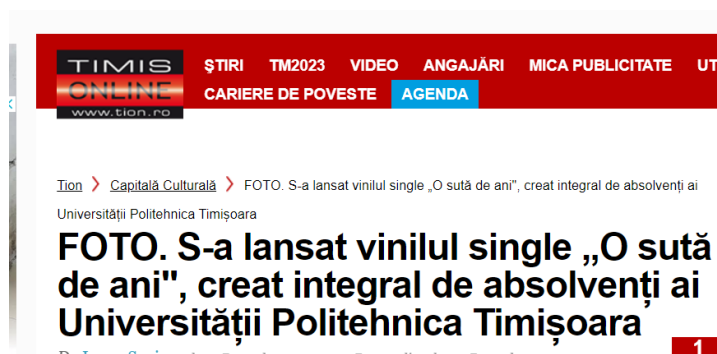 TIMIS
ONLINE
www.tion.ro
ŞTIRI TM2023 VIDEO ANGAJĂRI MICA PUBLICITATE UT
CARIERE DE POVESTE AGENDA
Tion > Capitală Culturală > FOTO. S-a lansat vinilul single „O sută de ani", creat integral de absolvenți ai
Universității Politehnica Timișoara
FOTO. S-a lansat vinilul single „O sută
de ani", creat integral de absolvenți ai
Universității Politehnica Timișoara
1